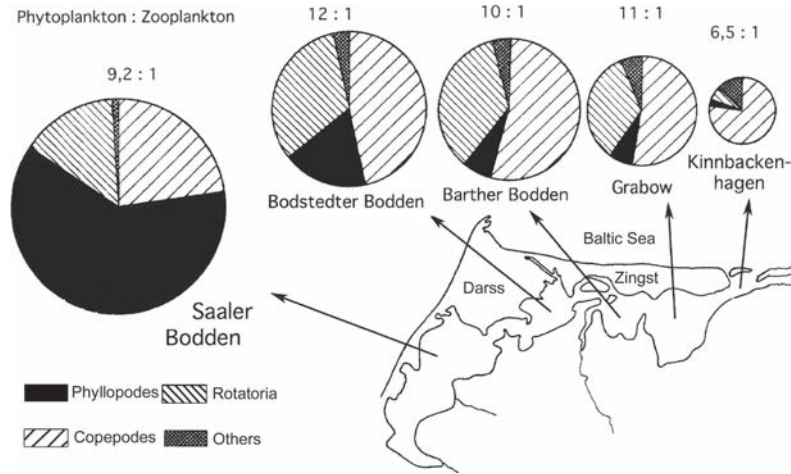 Phytoplankton : Zooplankton
9,2 : 1
12 : 1
10 : 1
11 : 1
6,5 : 1
Saaler
Bodden
Bodstedter Bodden
Barther Bodden
Grabow
Kinnbacken-
hagen
Baltic Sea
Zingst
Darss
Phyllopodes
Rotatoria
Copepodes
Others